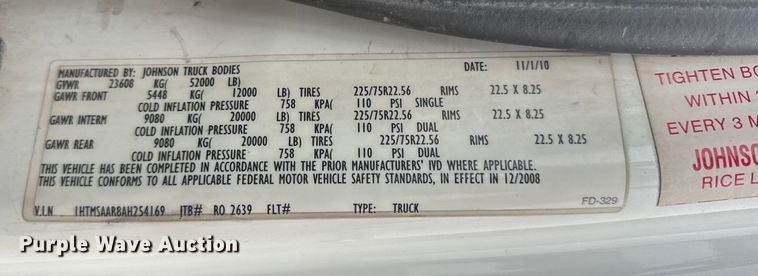 MANUFACTURED BY: JOHNSON TRUCK BODIES DATE: 11/1/10
GVWR 23608 KG( 52000 LB)
GAWR FRONT 5448 KG( 12000 LB) TIRES 225/75R22.56 RIMS 22.5 X 8.25
COLD INFLATION PRESSURE 758 KPA( 110 PSI SINGLE
GAWR INTERM 9080 KG( 20000 LB) TIRES 225/75R22.56 RIMS 22.5 X 8.25
COLD INFLATION PRESSURE 758 KPA( 110 PSI DUAL
GAWR REAR 9080 KG( 20000 LB) TIRES 225/75R22.56 RIMS 22.5 X 8.25
COLD INFLATION PRESSURE 758 KPA( 110 PSI DUAL
THIS VEHICLE HAS BEEN COMPLETED IN ACCORDANCE WITH THE PRIOR MANUFACTURERS' IVD WHERE APPLICABLE.
THIS VEHICLE CONFORMS TO ALL APPLICABLE FEDERAL MOTOR VEHICLE SAFETY STANDARDS, IN EFFECT IN 12/2008
V.I.N 1HTMSAAR8AH254169 JTB# RO 2639 FLT# TYPE: TRUCK
FD-329
TIGHTEN BO
WITHIN
EVERY 3 M
JOHNSO
RICE L
Purple Wave Auction